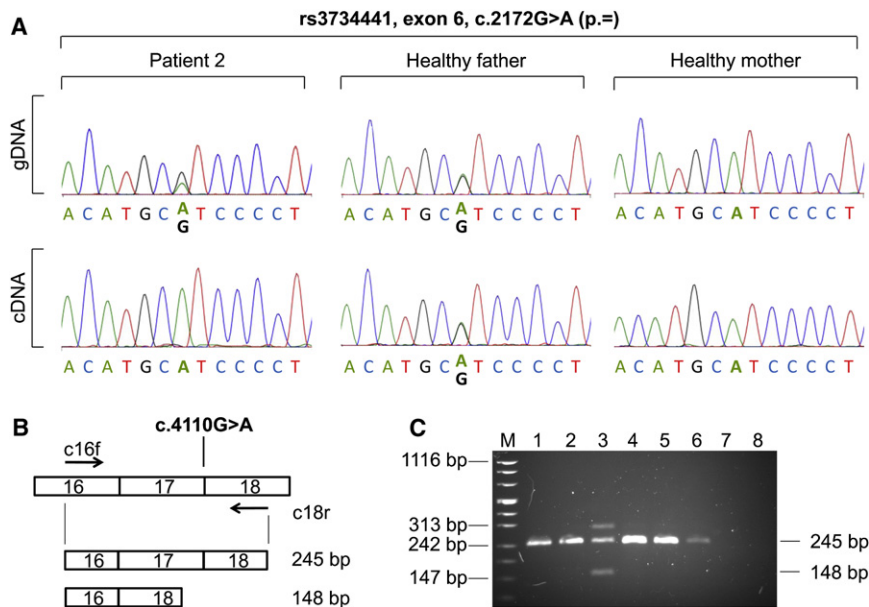 A
rs3734441, exon 6, c.2172G>A (p.=)
Patient 2 Healthy father Healthy mother
gDNA
A C A T G C A T C C C C T A C A T G C A T C C C C T A C A T G C A T C C C C T
G G
cDNA
A C A T G C A T C C C C T A C A T G C A T C C C C T A C A T G C A T C C C C T
G
B
c.4110G>A
c16f
16 17 18
c18r
16 17 18 245 bp
16 18 148 bp
C
M 1 2 3 4 5 6 7 8
1116 bp
313 bp
242 bp 245 bp
147 bp 148 bp